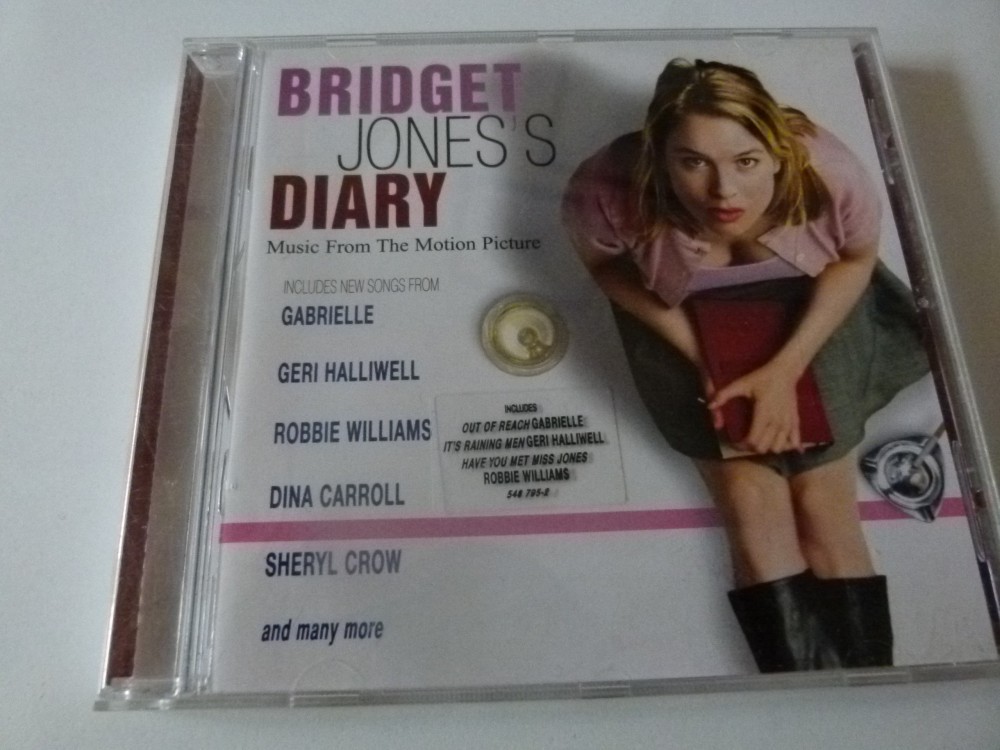 BRIDGET
JONES'S
DIARY
Music From The Motion Picture
INCLUDES NEW SONGS FROM
GABRIELLE
GERI HALLIWELL
ROBBIE WILLIAMS
DINA CARROLL
SHERYL CROW
and many more
INCLUDES
OUT OF REACH GABRIELLE
IT'S RAINING MEN GERI HALLIWELL
HAVE YOU MET MISS JONES
ROBBIE WILLIAMS
548 795-2